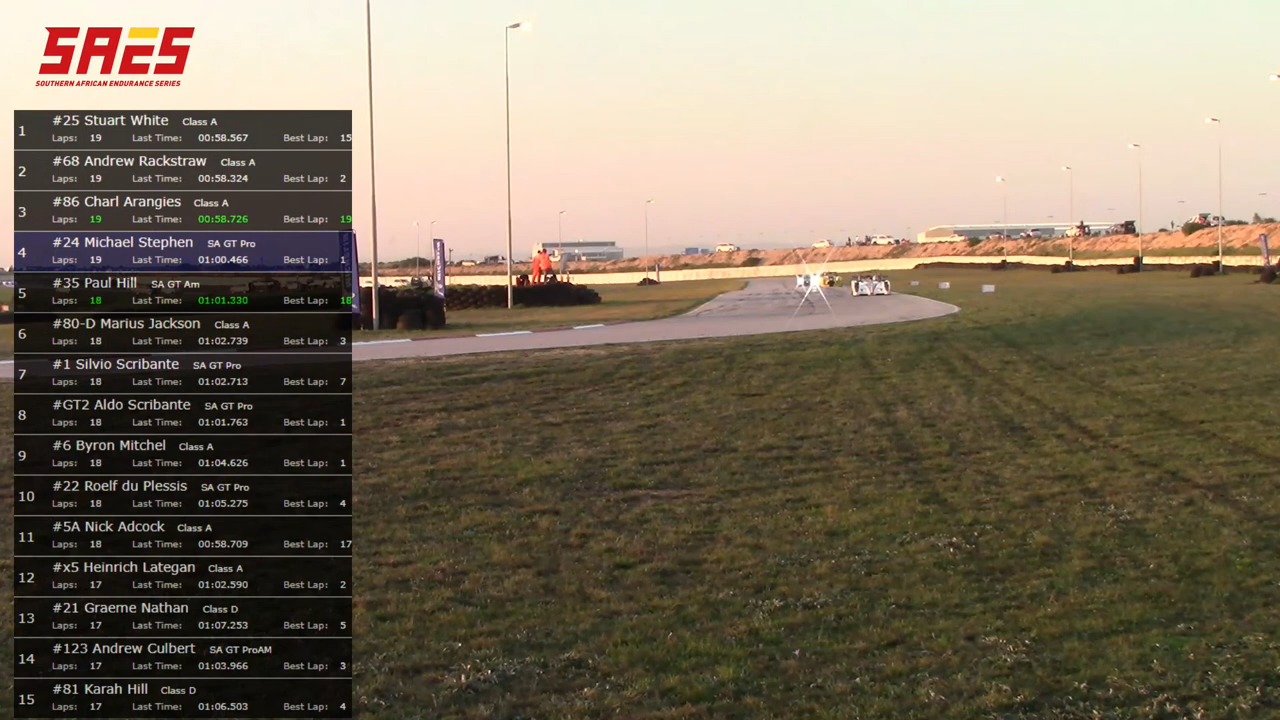 SAES
SOUTHERN AFRICAN ENDURANCE SERIES
1 #25 Stuart White Class A
Laps: 19 Last Time: 00:58.567 Best Lap: 15
2 #68 Andrew Rackstraw Class A
Laps: 19 Last Time: 00:58.324 Best Lap: 2
3 #86 Charl Arangies Class A
Laps: 19 Last Time: 00:58.726 Best Lap: 19
4 #24 Michael Stephen SA GT Pro
Laps: 19 Last Time: 01:00.466 Best Lap: 1
5 #35 Paul Hill SA GT Am
Laps: 18 Last Time: 01:01.330 Best Lap: 18
6 #80-D Marius Jackson Class A
Laps: 18 Last Time: 01:02.739 Best Lap: 3
7 #1 Silvio Scribante SA GT Pro
Laps: 18 Last Time: 01:02.713 Best Lap: 7
8 #GT2 Aldo Scribante SA GT Pro
Laps: 18 Last Time: 01:01.763 Best Lap: 1
9 #6 Byron Mitchel Class A
Laps: 18 Last Time: 01:04.626 Best Lap: 1
10 #22 Roelf du Plessis SA GT Pro
Laps: 18 Last Time: 01:05.275 Best Lap: 4
11 #5A Nick Adcock Class A
Laps: 18 Last Time: 00:58.709 Best Lap: 17
12 #x5 Heinrich Lategan Class A
Laps: 17 Last Time: 01:02.590 Best Lap: 2
13 #21 Graeme Nathan Class D
Laps: 17 Last Time: 01:07.253 Best Lap: 5
14 #123 Andrew Culbert SA GT ProAM
Laps: 17 Last Time: 01:03.966 Best Lap: 3
15 #81 Karah Hill Class D
Laps: 17 Last Time: 01:06.503 Best Lap: 4